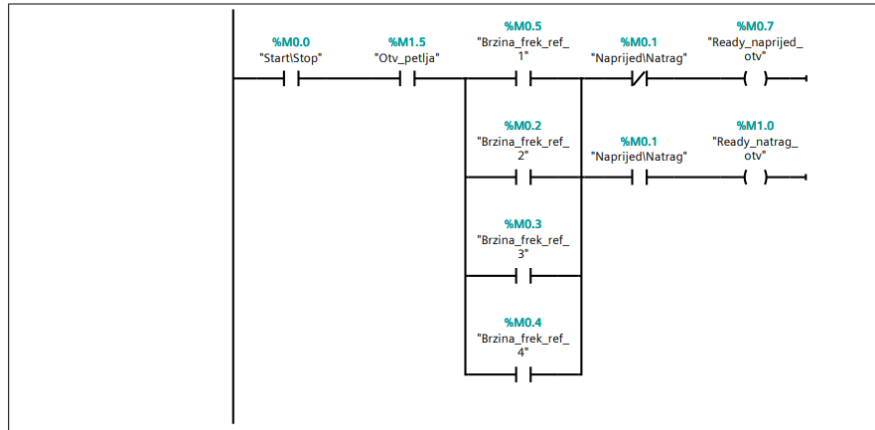 %M0.0
"Start\Stop"
%M1.5
"Otv_petlja"
%M0.5
"Brzina_frek_ref_
1"
%M0.1
"Naprijed\Natrag"
%M0.7
"Ready_naprijed_
otv"
%M0.2
"Brzina_frek_ref_
2"
%M0.1
"Naprijed\Natrag"
%M1.0
"Ready_natrag_
otv"
%M0.3
"Brzina_frek_ref_
3"
%M0.4
"Brzina_frek_ref_
4"